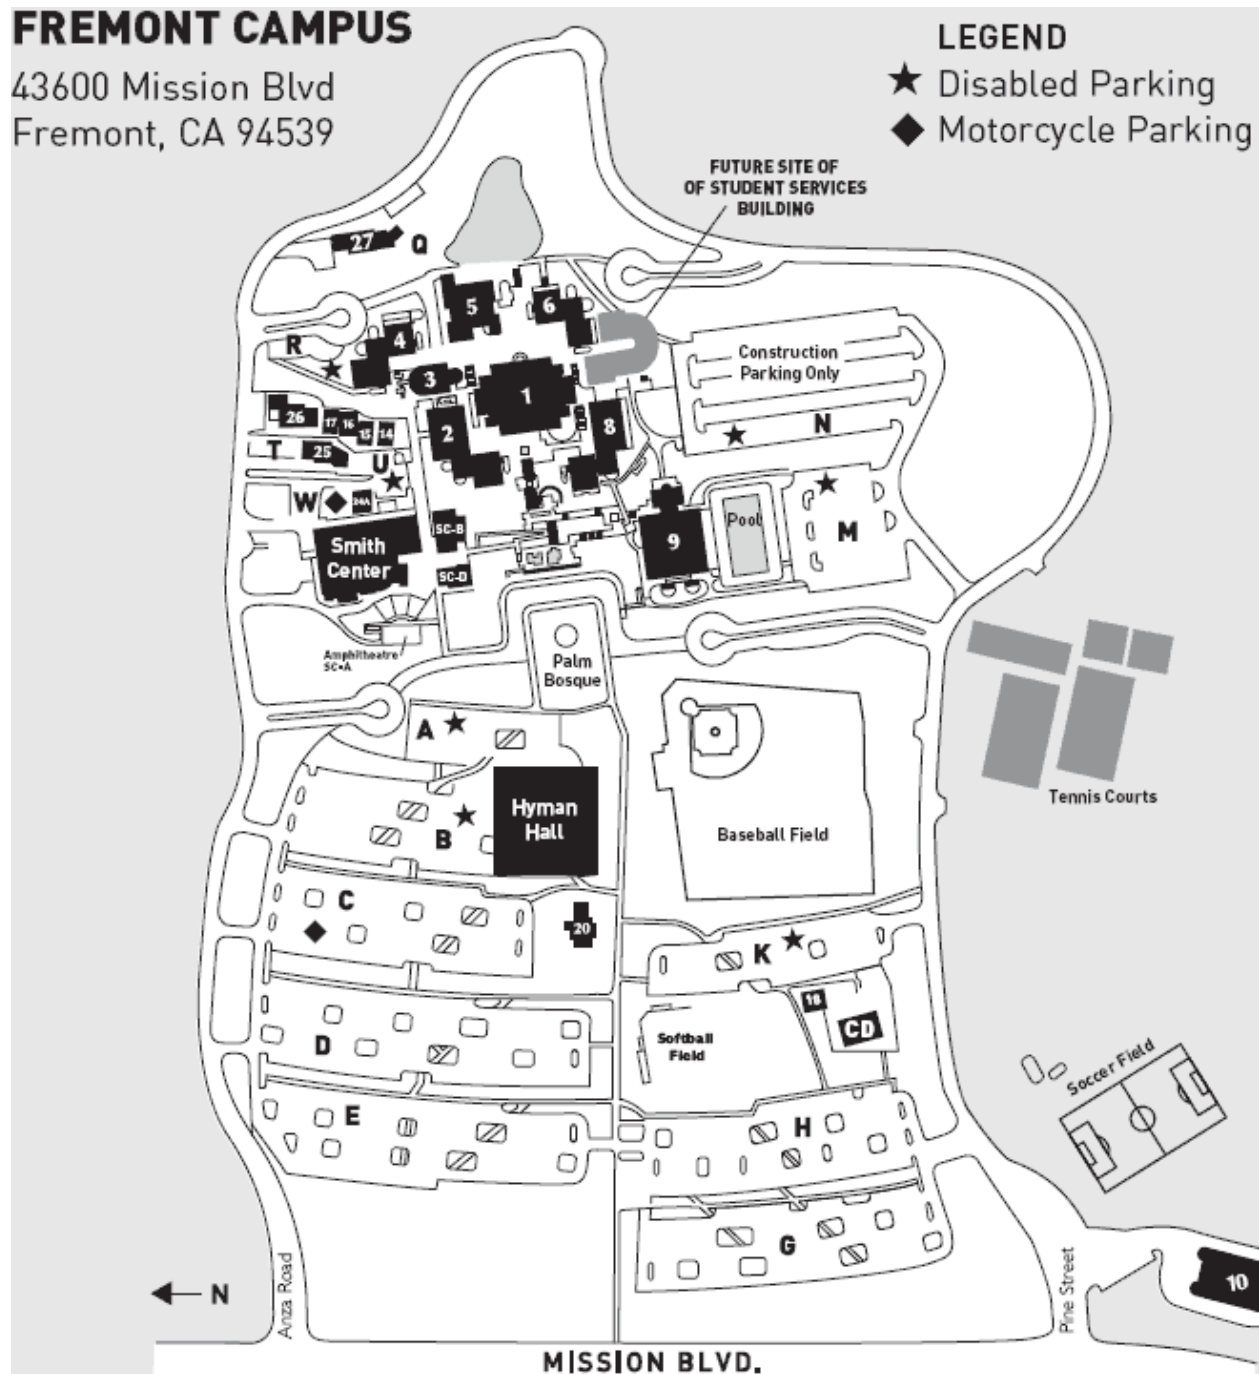 FREMONT CAMPUS
43600 Mission Blvd
Fremont, CA 94539
LEGEND
Disabled Parking
Motorcycle Parking
FUTURE SITE OF
OF STUDENT SERVICES
BUILDING
27
Q
5
6
4
R
3
1
2
8
Construction
Parking Only
N
26
17
16
15
14
T
25
U
W
24A
M
Smith
Center
SC-B
SC-D
9
Pool
Amphitheatre
SC•A
Palm
Bosque
A
B
Hyman
Hall
Baseball Field
Tennis Courts
C
20
K
18
CD
D
Softball
Field
Soccer Field
E
H
G
10
N
Anza Road
Pine Street
MISSION BLVD.